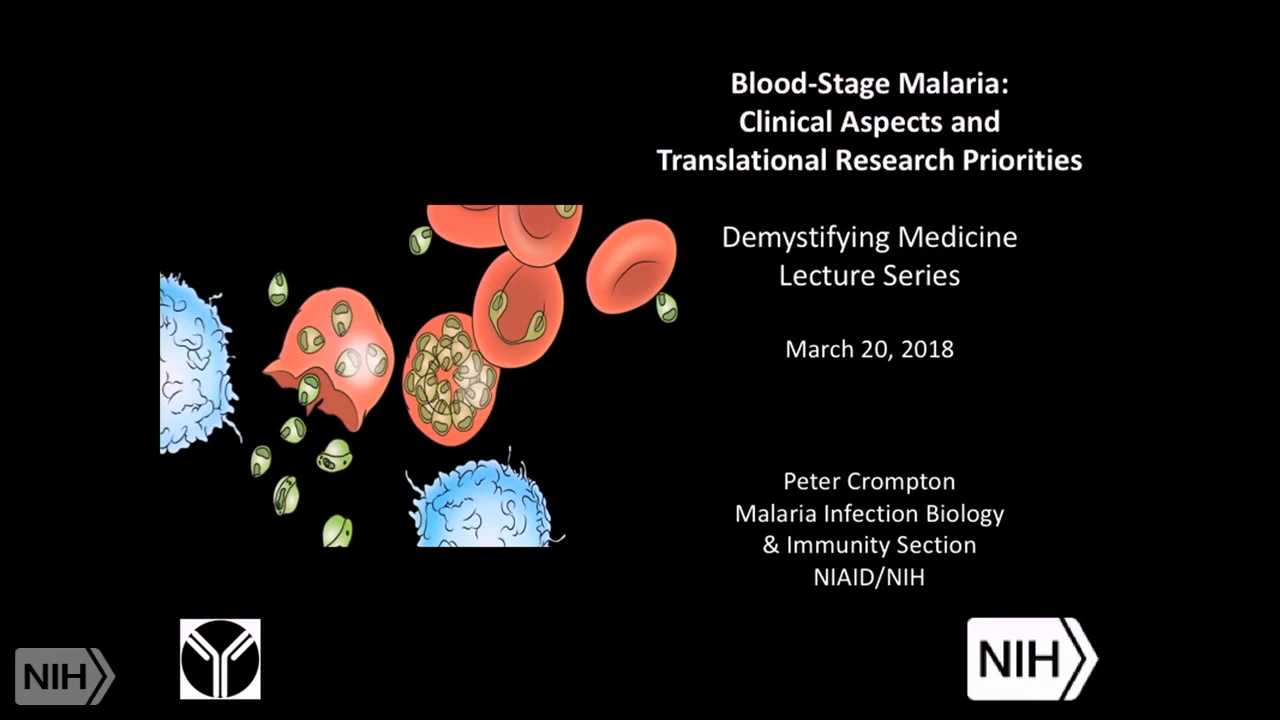 Blood-Stage Malaria:
Clinical Aspects and
Translational Research Priorities
Demystifying Medicine
Lecture Series
March 20, 2018
Peter Crompton
Malaria Infection Biology
& Immunity Section
NIAID/NIH
NIH
NIH